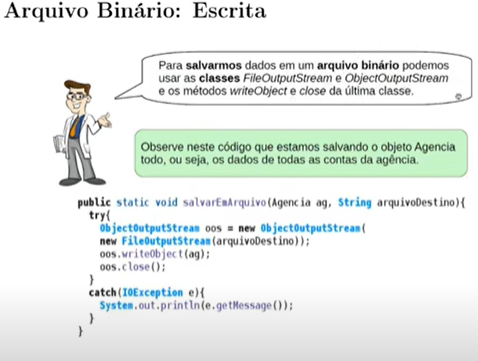 Arquivo Binário: Escrita
Para salvarmos dados em um arquivo binário podemos
usar as classes FileOutputStream e ObjectOutputStream
e os métodos writeObject e close da última classe.
Observe neste código que estamos salvando o objeto Agencia
todo, ou seja, os dados de todas as contas da agência.
public static void salvarEmArquivo(Agencia ag, String arquivoDestino){
try{
ObjectOutputStream oos = new ObjectOutputStream(
new FileOutputStream(arquivoDestino));
oos.writeObject(ag);
oos.close();
}
catch(IOException e){
System.out.println(e.getMessage());
}
}